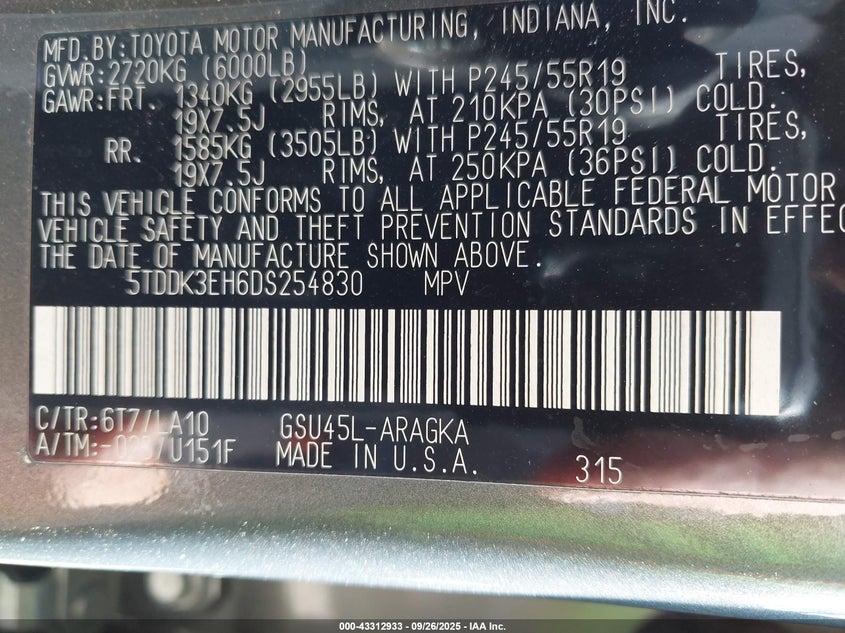 MFD.BY:TOYOTA MOTOR MANUFACTURING, INDIANA, INC.
GVWR:2720KG (6000LB)
GAWR:FRT. 1340KG (2955LB) WITH P245/55R19 TIRES,
19X7.5J RIMS, AT 210KPA (30PSI) COLD.
RR. 1585KG (3505LB) WITH P245/55R19 TIRES,
19X7.5J RIMS, AT 250KPA (36PSI) COLD.
THIS VEHICLE CONFORMS TO ALL APPLICABLE FEDERAL MOTOR
VEHICLE SAFETY AND THEFT PREVENTION STANDARDS IN EFFEC
THE DATE OF MANUFACTURE SHOWN ABOVE.
5TDDK3EH6DS254830 MPV
C/TR:6T7/LA10 GSU45L-ARAGKA
A/TM: U151F MADE IN U.S.A. 315
000-43312933 - 09/26/2025 - IAA Inc.